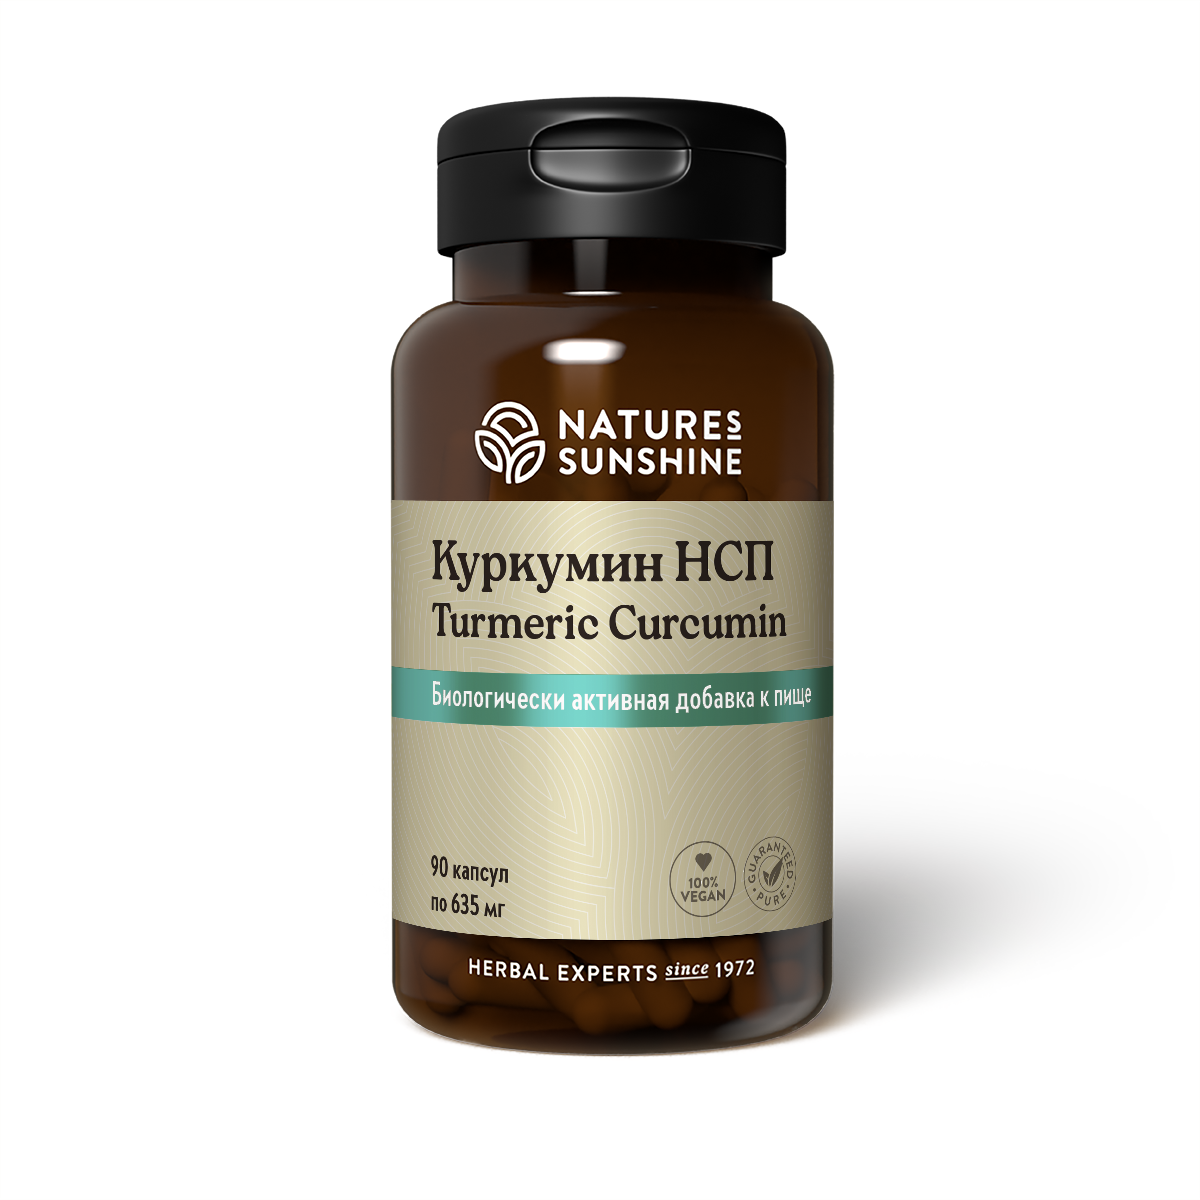 NATURE'S
SUNSHINE
Куркумин НСП
Turmeric Curcumin
Биологически активная добавка к пище
90 капсул
по 635 мг
100%
VEGAN
GUARANTEED
PURE
HERBAL EXPERTS since 1972